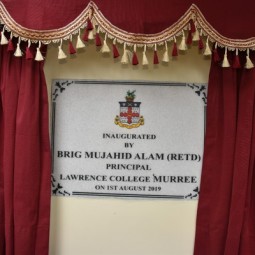 INAUGURATED
BY
BRIG MUJAHID ALAM (RETD)
PRINCIPAL
LAWRENCE COLLEGE MURREE
ON 1ST AUGUST 2019